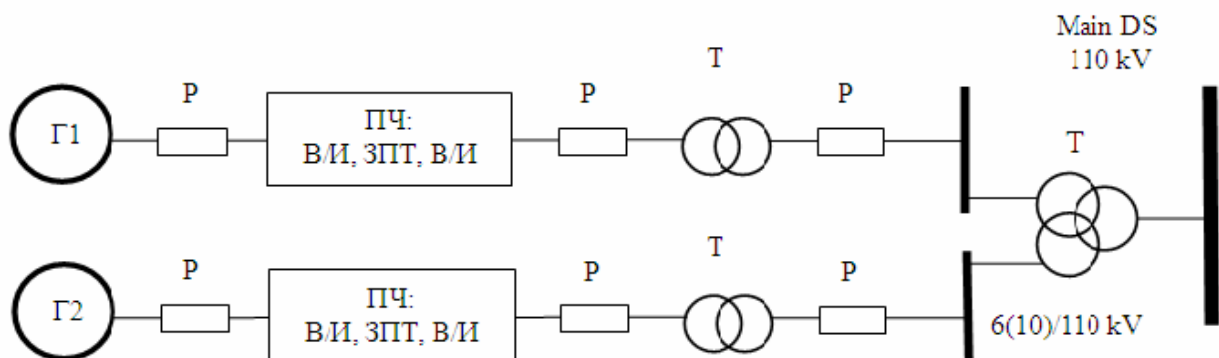 Main DS
110 kV
T
P
P
P
Г1
ПЧ:
В/И, ЗПТ, В/И
T
T
P
P
P
Г2
ПЧ:
В/И, ЗПТ, В/И
6(10)/110 kV